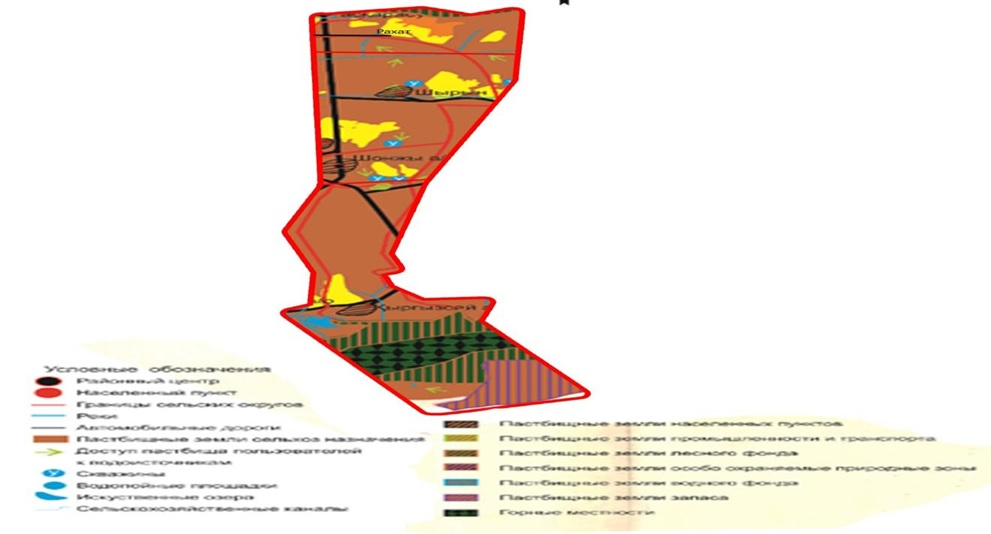 Рахат
Шырын
Шонжы а
Кыргызсай а
Условные обозначения
Районный центр
Населенный пункт
Границы сельских округов
Реки
Автомобильные дороги
Пастбищные земли сельхоз назначения
Доступ пастбища пользователей
к водоисточникам
Скважины
Водопойные площадки
Искуственные озера
Сельскохозяйственные каналы
Пастбищные земли населенных пунктов
Пастбищные земли промышленности и транспорта
Пастбищные земли лесного фонда
Пастбищные земли особо охраняемые природные зоны
Пастбищные земли водного фонда
Пастбищные земли запаса
Горные местности